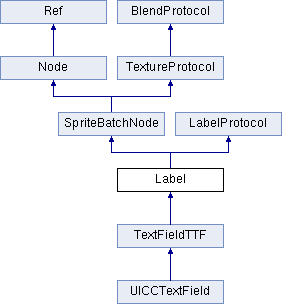 Ref BlendProtocol
Node TextureProtocol
SpriteBatchNode LabelProtocol
Label
TextFieldTTF
UICCTextField